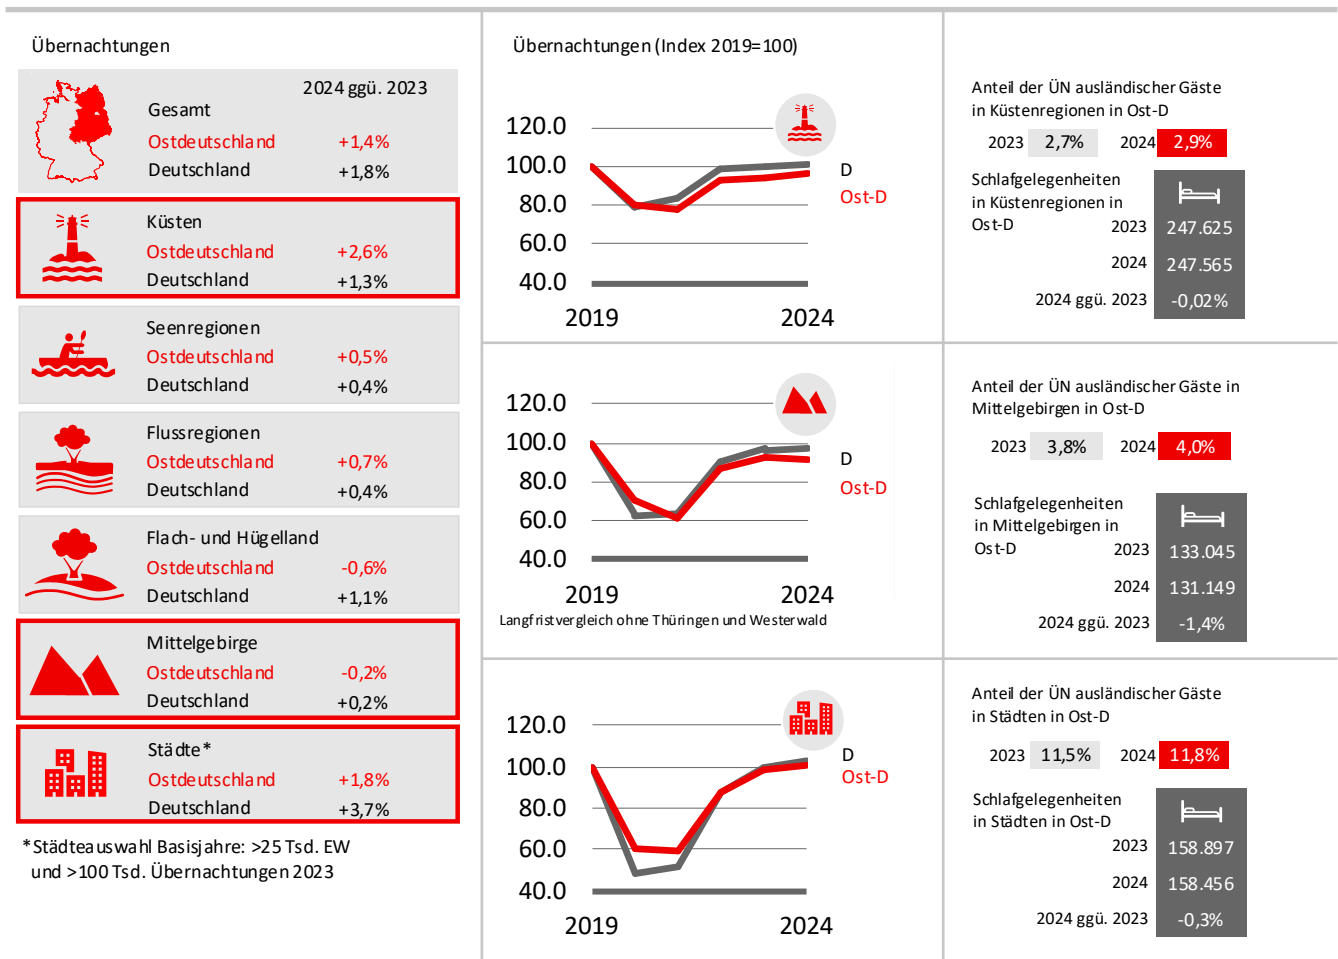 Übernachtungen
2024 ggü. 2023
Gesamt
Ostdeutschland +1,4%
Deutschland +1,8%
Küsten
Ostdeutschland +2,6%
Deutschland +1,3%
Seenregionen
Ostdeutschland +0,5%
Deutschland +0,4%
Flussregionen
Ostdeutschland +0,7%
Deutschland +0,4%
Flach- und Hügelland
Ostdeutschland -0,6%
Deutschland +1,1%
Mittelgebirge
Ostdeutschland -0,2%
Deutschland +0,2%
Städte*
Ostdeutschland +1,8%
Deutschland +3,7%
*Städteauswahl Basisjahre: >25 Tsd. EW
und >100 Tsd. Übernachtungen 2023
Übernachtungen (Index 2019=100)
120.0
100.0
80.0
60.0
40.0
2019 2024
D
Ost-D
120.0
100.0
80.0
60.0
40.0
2019 2024
D
Ost-D
Langfristvergleich ohne Thüringen und Westerwald
120.0
100.0
80.0
60.0
40.0
2019 2024
D
Ost-D
Anteil der ÜN ausländischer Gäste
in Küstenregionen in Ost-D
2023 2,7% 2024 2,9%
Schlafgelegenheiten
in Küstenregionen in
Ost-D
2023 247.625
2024 247.565
2024 ggü. 2023 -0,02%
Anteil der ÜN ausländischer Gäste in
Mittelgebirgen in Ost-D
2023 3,8% 2024 4,0%
Schlafgelegenheiten
in Mittelgebirgen in
Ost-D
2023 133.045
2024 131.149
2024 ggü. 2023 -1,4%
Anteil der ÜN ausländischer Gäste
in Städten in Ost-D
2023 11,5% 2024 11,8%
Schlafgelegenheiten
in Städten in Ost-D
2023 158.897
2024 158.456
2024 ggü. 2023 -0,3%